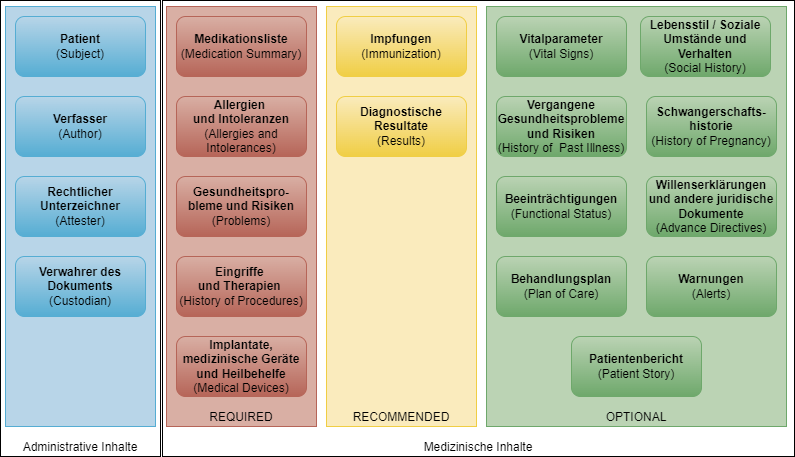 Patient
(Subject)
Verfasser
(Author)
Rechtlicher
Unterzeichner
(Attester)
Verwahrer des
Dokuments
(Custodian)
Administrative Inhalte
Medikationsliste
(Medication Summary)
Allergien
und Intoleranzen
(Allergies and
Intolerances)
Gesundheitspro-
bleme und Risiken
(Problems)
Eingriffe
und Therapien
(History of Procedures)
Implantate,
medizinische Geräte
und Heilbehelfe
(Medical Devices)
REQUIRED
Impfungen
(Immunization)
Diagnostische
Resultate
(Results)
RECOMMENDED
Vitalparameter
(Vital Signs)
Lebensstil / Soziale
Umstände und
Verhalten
(Social History)
Vergangene
Gesundheitsprobleme
und Risiken
(History of Past Illness)
Schwangerschafts-
historie
(History of Pregnancy)
Beeinträchtigungen
(Functional Status)
Willenserklärungen
und andere juridische
Dokumente
(Advance Directives)
Behandlungsplan
(Plan of Care)
Warnungen
(Alerts)
Patientenbericht
(Patient Story)
OPTIONAL
Medizinische Inhalte